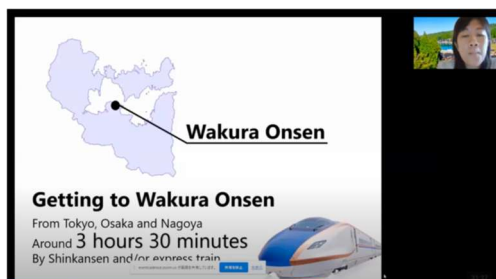 Wakura Onsen
Getting to Wakura Onsen
From Tokyo, Osaka and Nagoya
Around 3 hours 30 minutes
By Shinkansen and/or express train